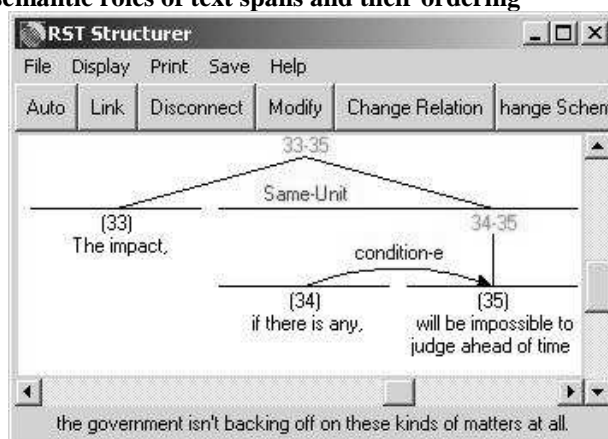 semantic roles of text spans and their ordering
RST Structurer
File Display Print Save Help
Auto Link Disconnect Modify Change Relation hange Schem
33-35
Same-Unit
(33)
The impact,
34-35
condition-e
(34)
if there is any,
(35)
will be impossible to
judge ahead of time
the government isn't backing off on these kinds of matters at all.